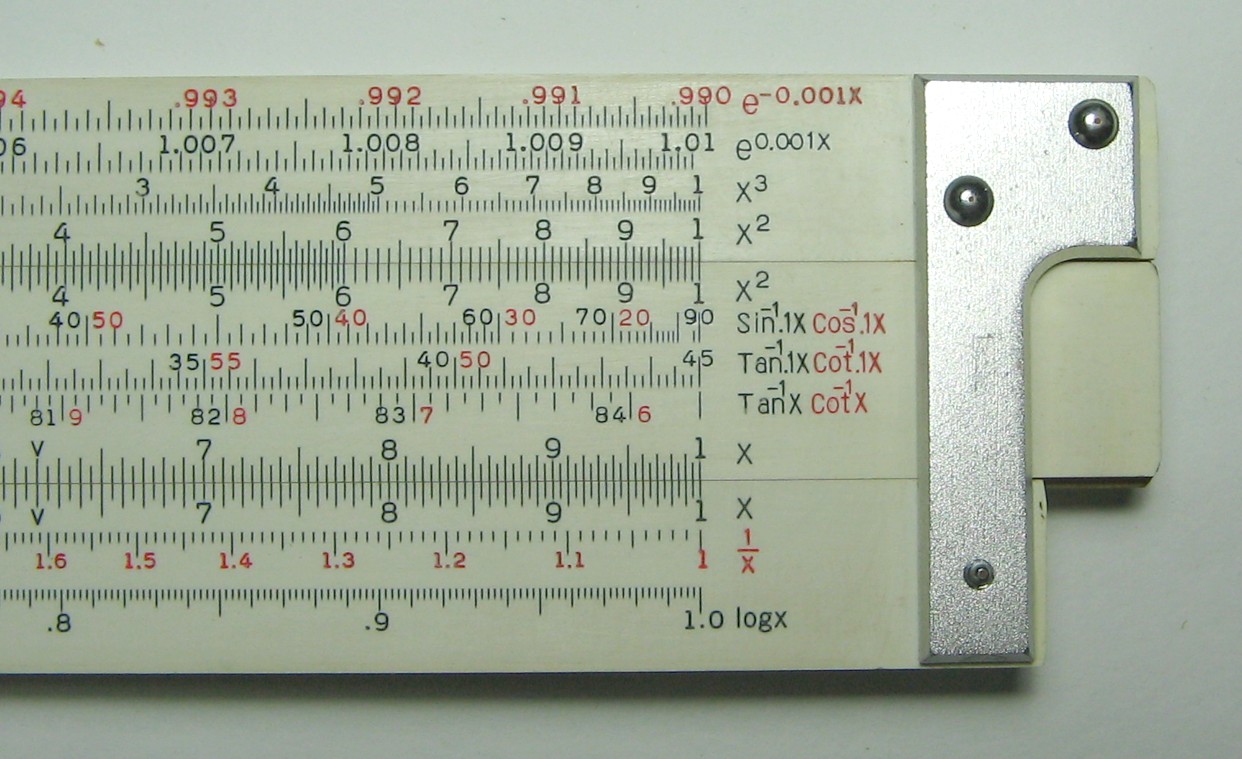 94 .993 .992 .991 .990 e-0.001X
06 1.007 1.008 1.009 1.01 e0.001X
3 4 5 6 7 8 9 1 X3
4 5 6 7 8 9 1 X2
4 5 6 7 8 9 1 X2
40 50 50 40 60 30 70 20 90 Sin-1.1X Cos-1.1X
35 55 40 50 45 Tan-1.1X Cot-1.1X
81 9 82 8 83 7 84 6 Tan-1X Cot-1X
V 7 8 9 1 X
V 7 8 9 1 X
1.6 1.5 1.4 1.3 1.2 1.1 1 1/X
.8 .9 1.0 logx